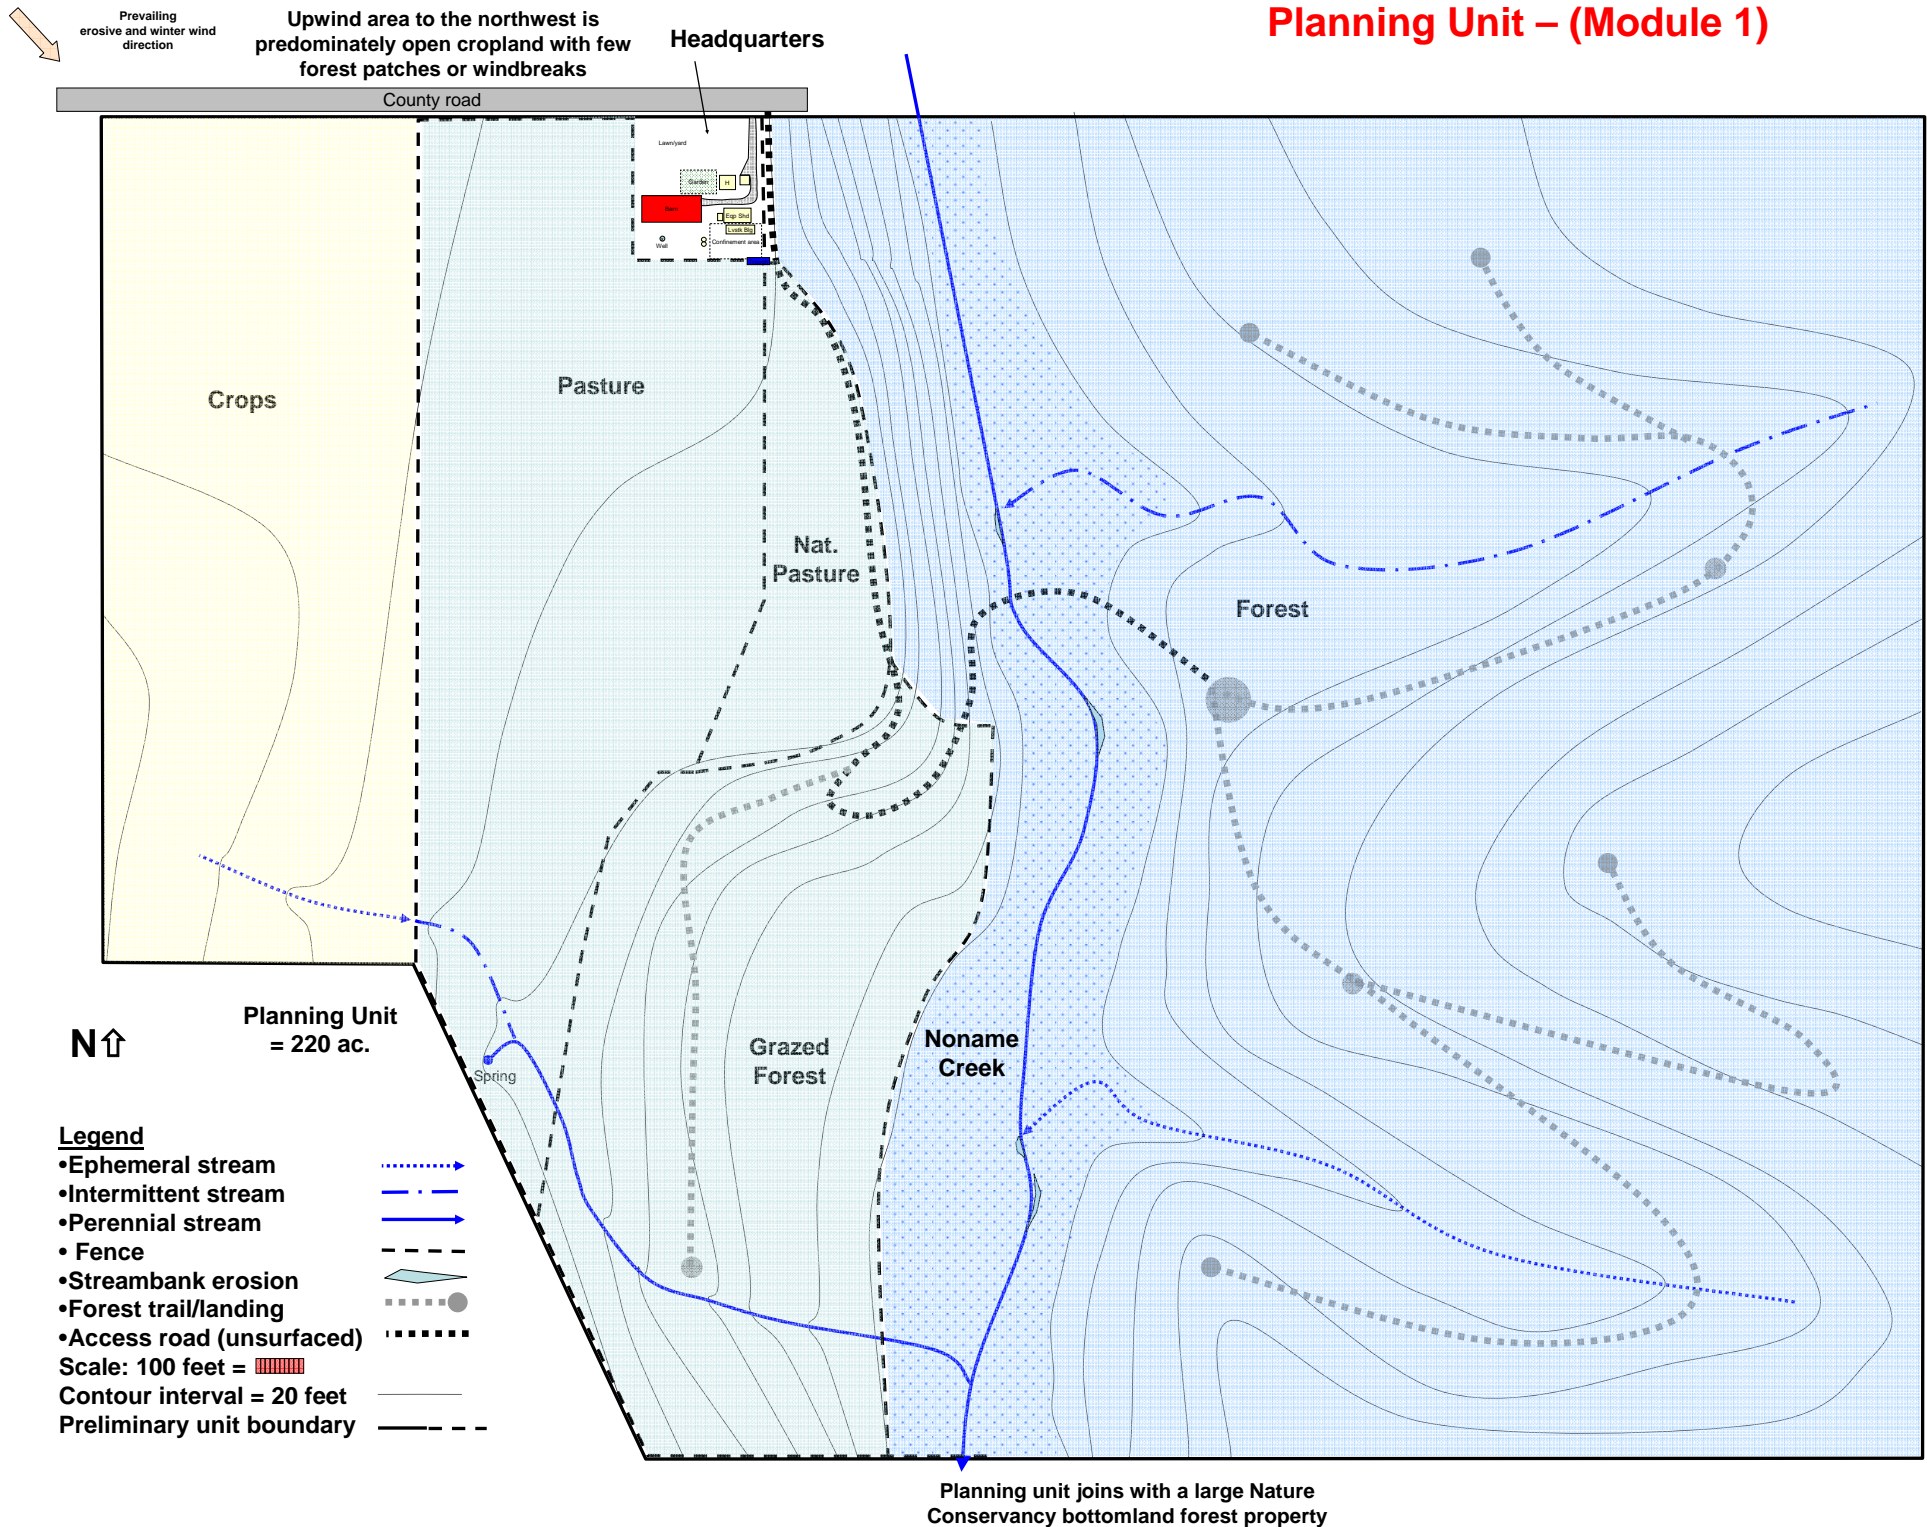 Planning Unit – (Module 1)
Prevailing
erosive and winter wind
direction
Upwind area to the northwest is
predominately open cropland with few
forest patches or windbreaks
Headquarters
County road
Lawn/yard
Garden
H
Barn
Eqp Shd
Lvstk Blg
Well
Confinement area
Crops
Pasture
Nat.
Pasture
Forest
Planning Unit
= 220 ac.
N
Spring
Grazed
Forest
Noname
Creek
Legend
•Ephemeral stream
•Intermittent stream
•Perennial stream
• Fence
•Streambank erosion
•Forest trail/landing
•Access road (unsurfaced)
Scale: 100 feet =
Contour interval = 20 feet
Preliminary unit boundary
Planning unit joins with a large Nature
Conservancy bottomland forest property